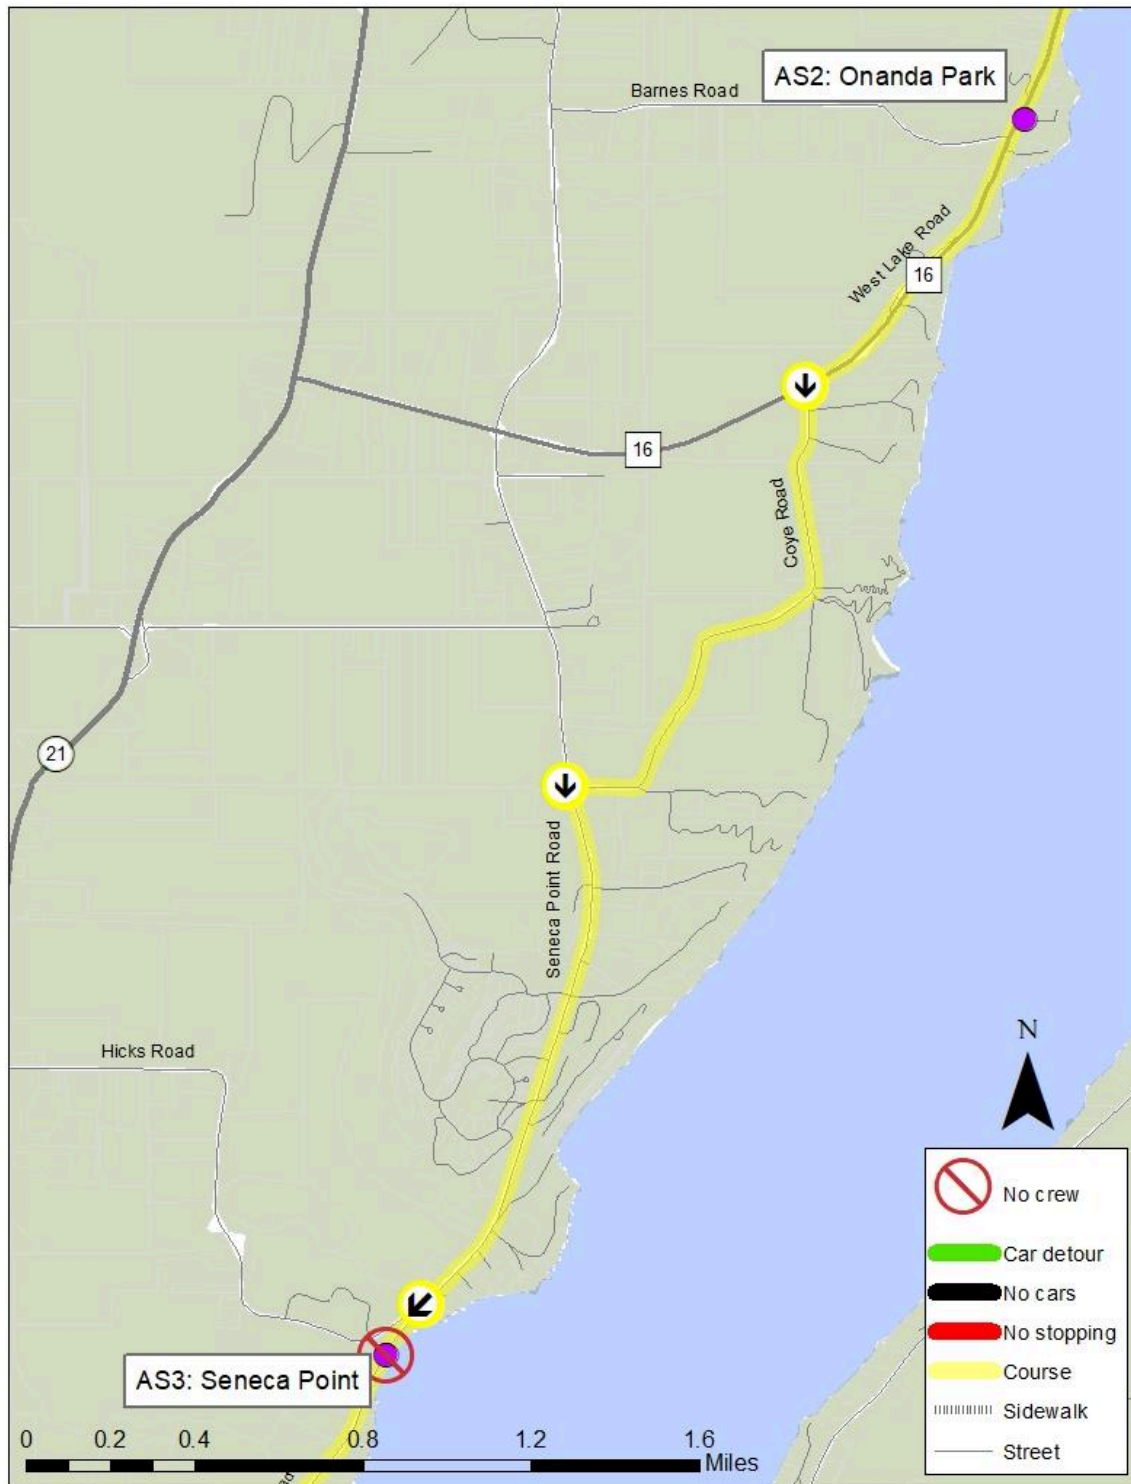 AS2: Onanda Park
Barnes Road
West Lake Road
16
16
Coye Road
21
Seneca Point Road
Hicks Road
N
AS3: Seneca Point
No crew
Car detour
No cars
No stopping
Course
Sidewalk
Street
0 0.2 0.4 0.8 1.2 1.6
Miles